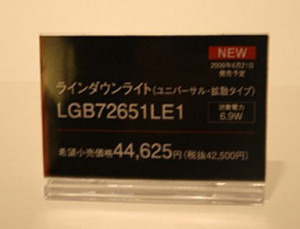 NEW
2009年6月21日
発売予定
ラインダウンライト(ユニバーサル・拡散タイプ)
LGB72651LE1
消費電力
6.9W
希望小売価格44,625円(税抜42,500円)